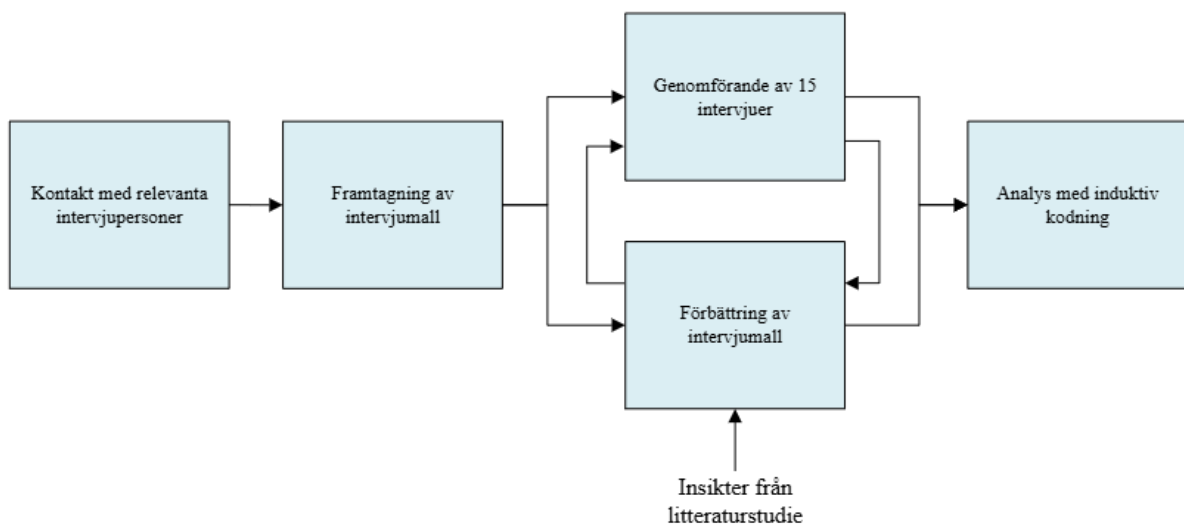 Kontakt med relevanta
intervjupersoner
Framtagning av
intervjumall
Genomförande av 15
intervjuer
Förbättring av
intervjumall
Insikter från
litteraturstudie
Analys med induktiv
kodning